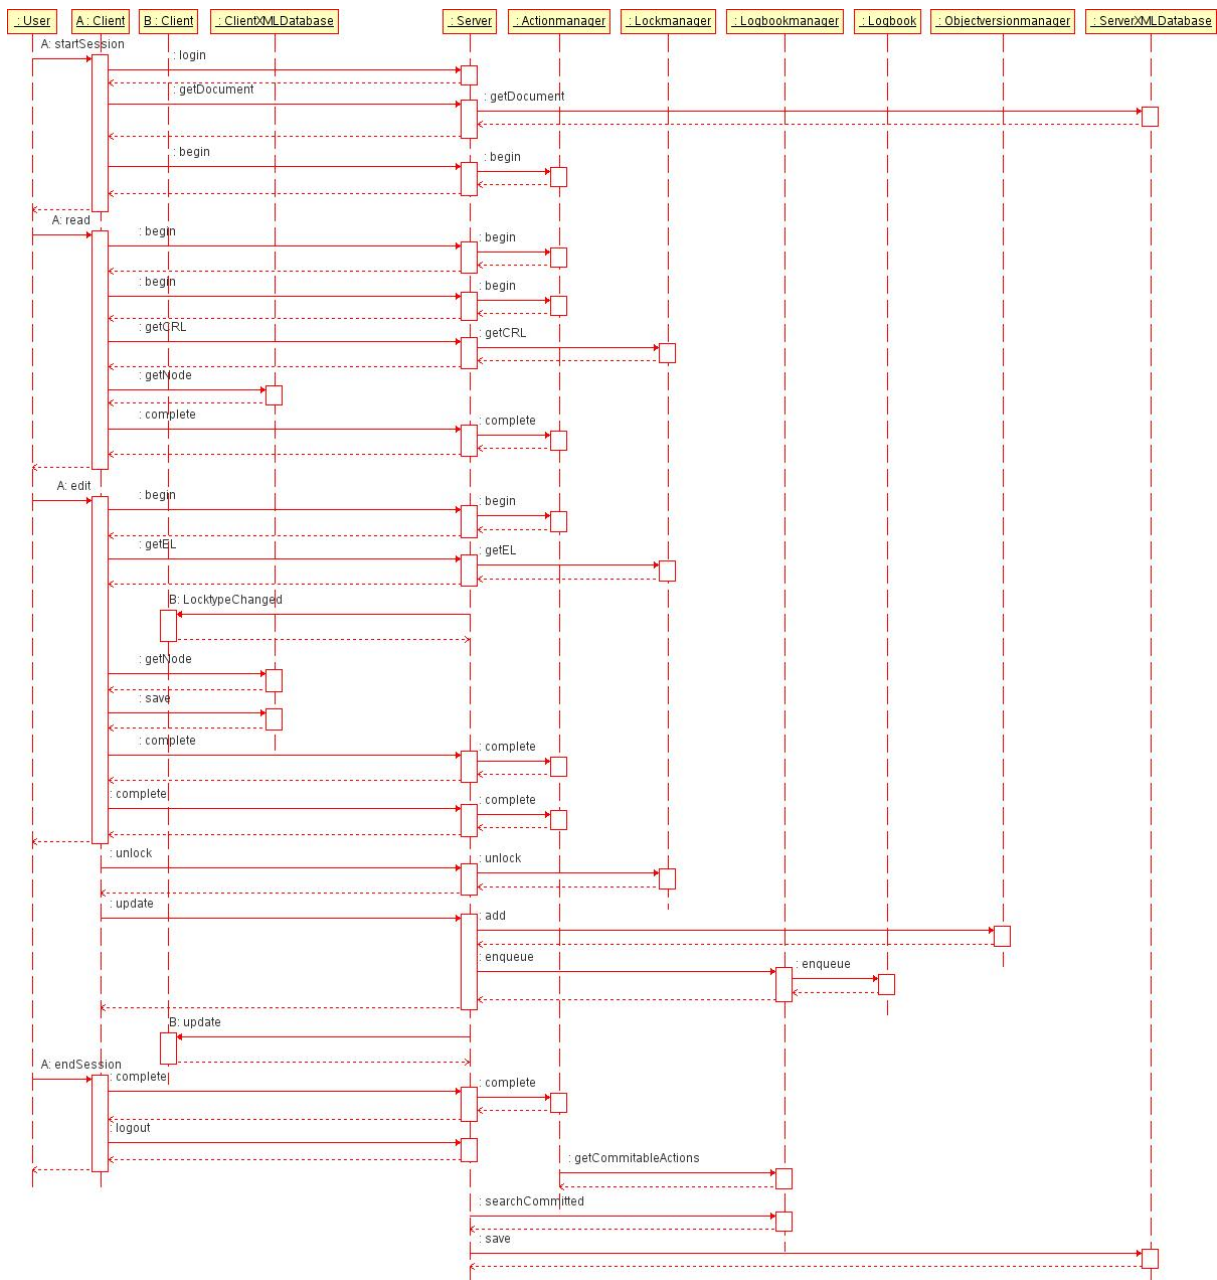 : User
A : Client
B : Client
: ClientXMLDatabase
: Server
: Actionmanager
: Lockmanager
: Logbookmanager
: Logbook
: Objectversionmanager
: ServerXMLDatabase
A: startSession
: login
: getDocument
: getDocument
: begin
: begin
A: read
: begin
: begin
: begin
: begin
: getCRL
: getCRL
: getNode
: complete
: complete
A: edit
: begin
: begin
: getEL
: getEL
B: LocktypeChanged
: getNode
: save
: complete
: complete
: complete
: complete
: unlock
: unlock
: update
: add
: enqueue
: enqueue
B: update
A: endSession
: complete
: complete
: logout
: getCommitableActions
: searchCommitted
: save